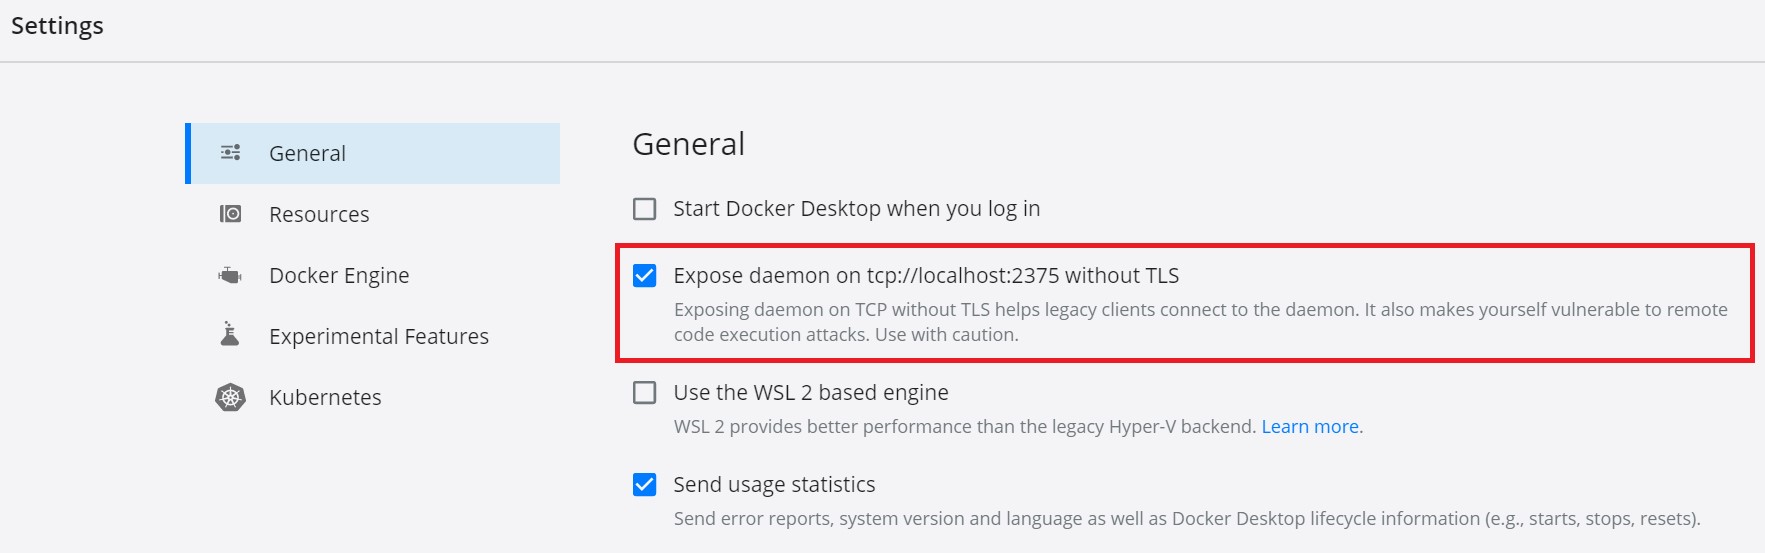 Settings
General
Resources
Docker Engine
Experimental Features
Kubernetes
General
Start Docker Desktop when you log in
Expose daemon on tcp://localhost:2375 without TLS
Exposing daemon on TCP without TLS helps legacy clients connect to the daemon. It also makes yourself vulnerable to remote
code execution attacks. Use with caution.
Use the WSL 2 based engine
WSL 2 provides better performance than the legacy Hyper-V backend. Learn more.
Send usage statistics
Send error reports, system version and language as well as Docker Desktop lifecycle information (e.g., starts, stops, resets).